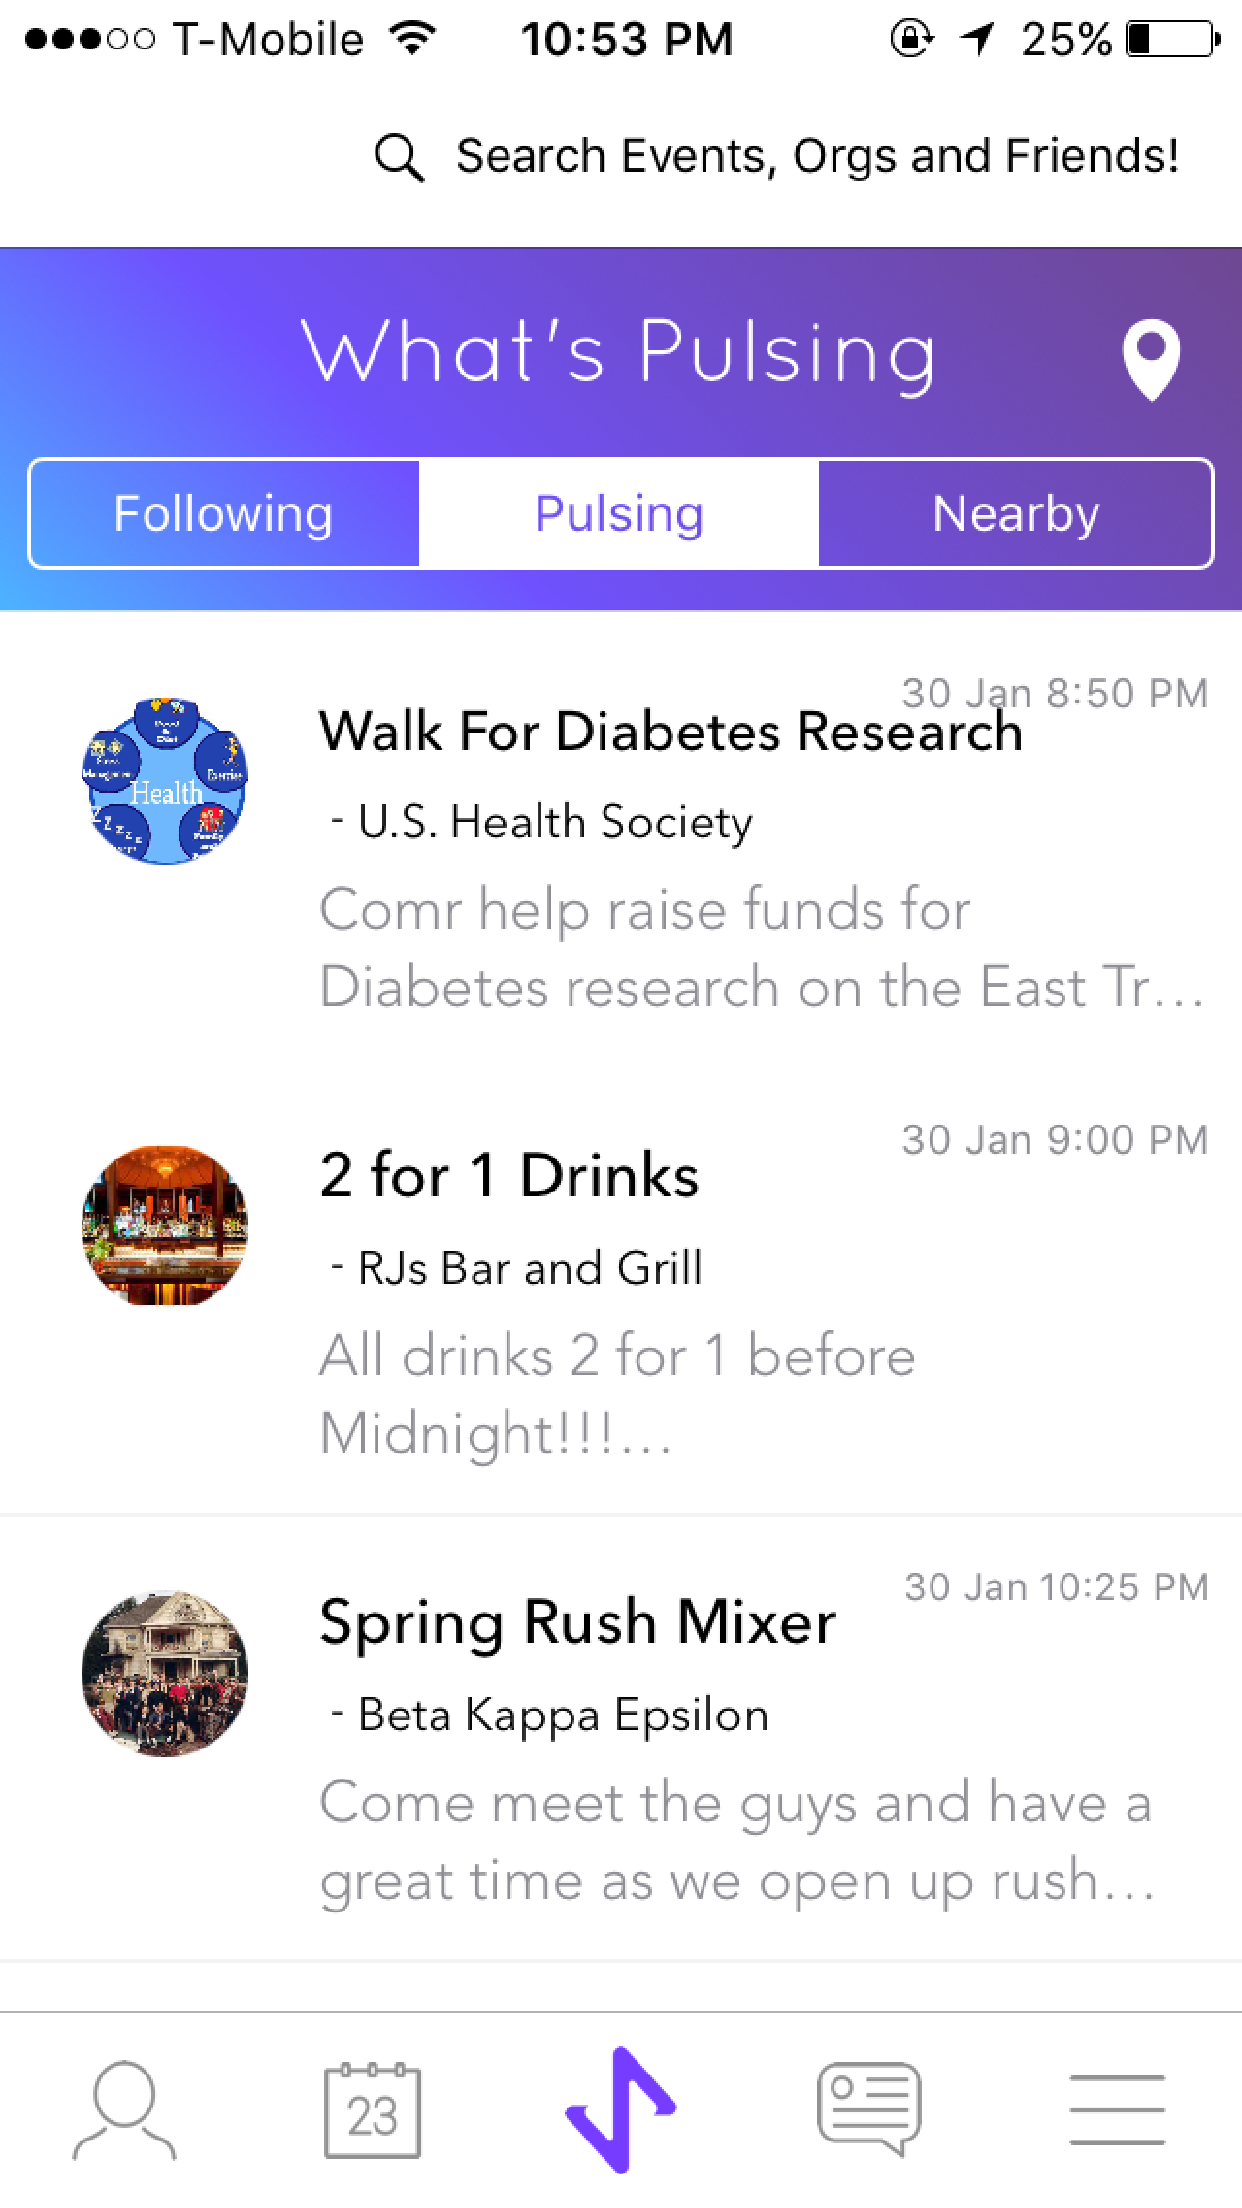 T-Mobile 10:53 PM 25%
Search Events, Orgs and Friends!
What's Pulsing
Following Pulsing Nearby
30 Jan 8:50 PM
Walk For Diabetes Research
- U.S. Health Society
Comr help raise funds for
Diabetes research on the East Tr...
Health
Exercise
30 Jan 9:00 PM
2 for 1 Drinks
- RJs Bar and Grill
All drinks 2 for 1 before
Midnight!!!...
30 Jan 10:25 PM
Spring Rush Mixer
- Beta Kappa Epsilon
Come meet the guys and have a
great time as we open up rush...
23